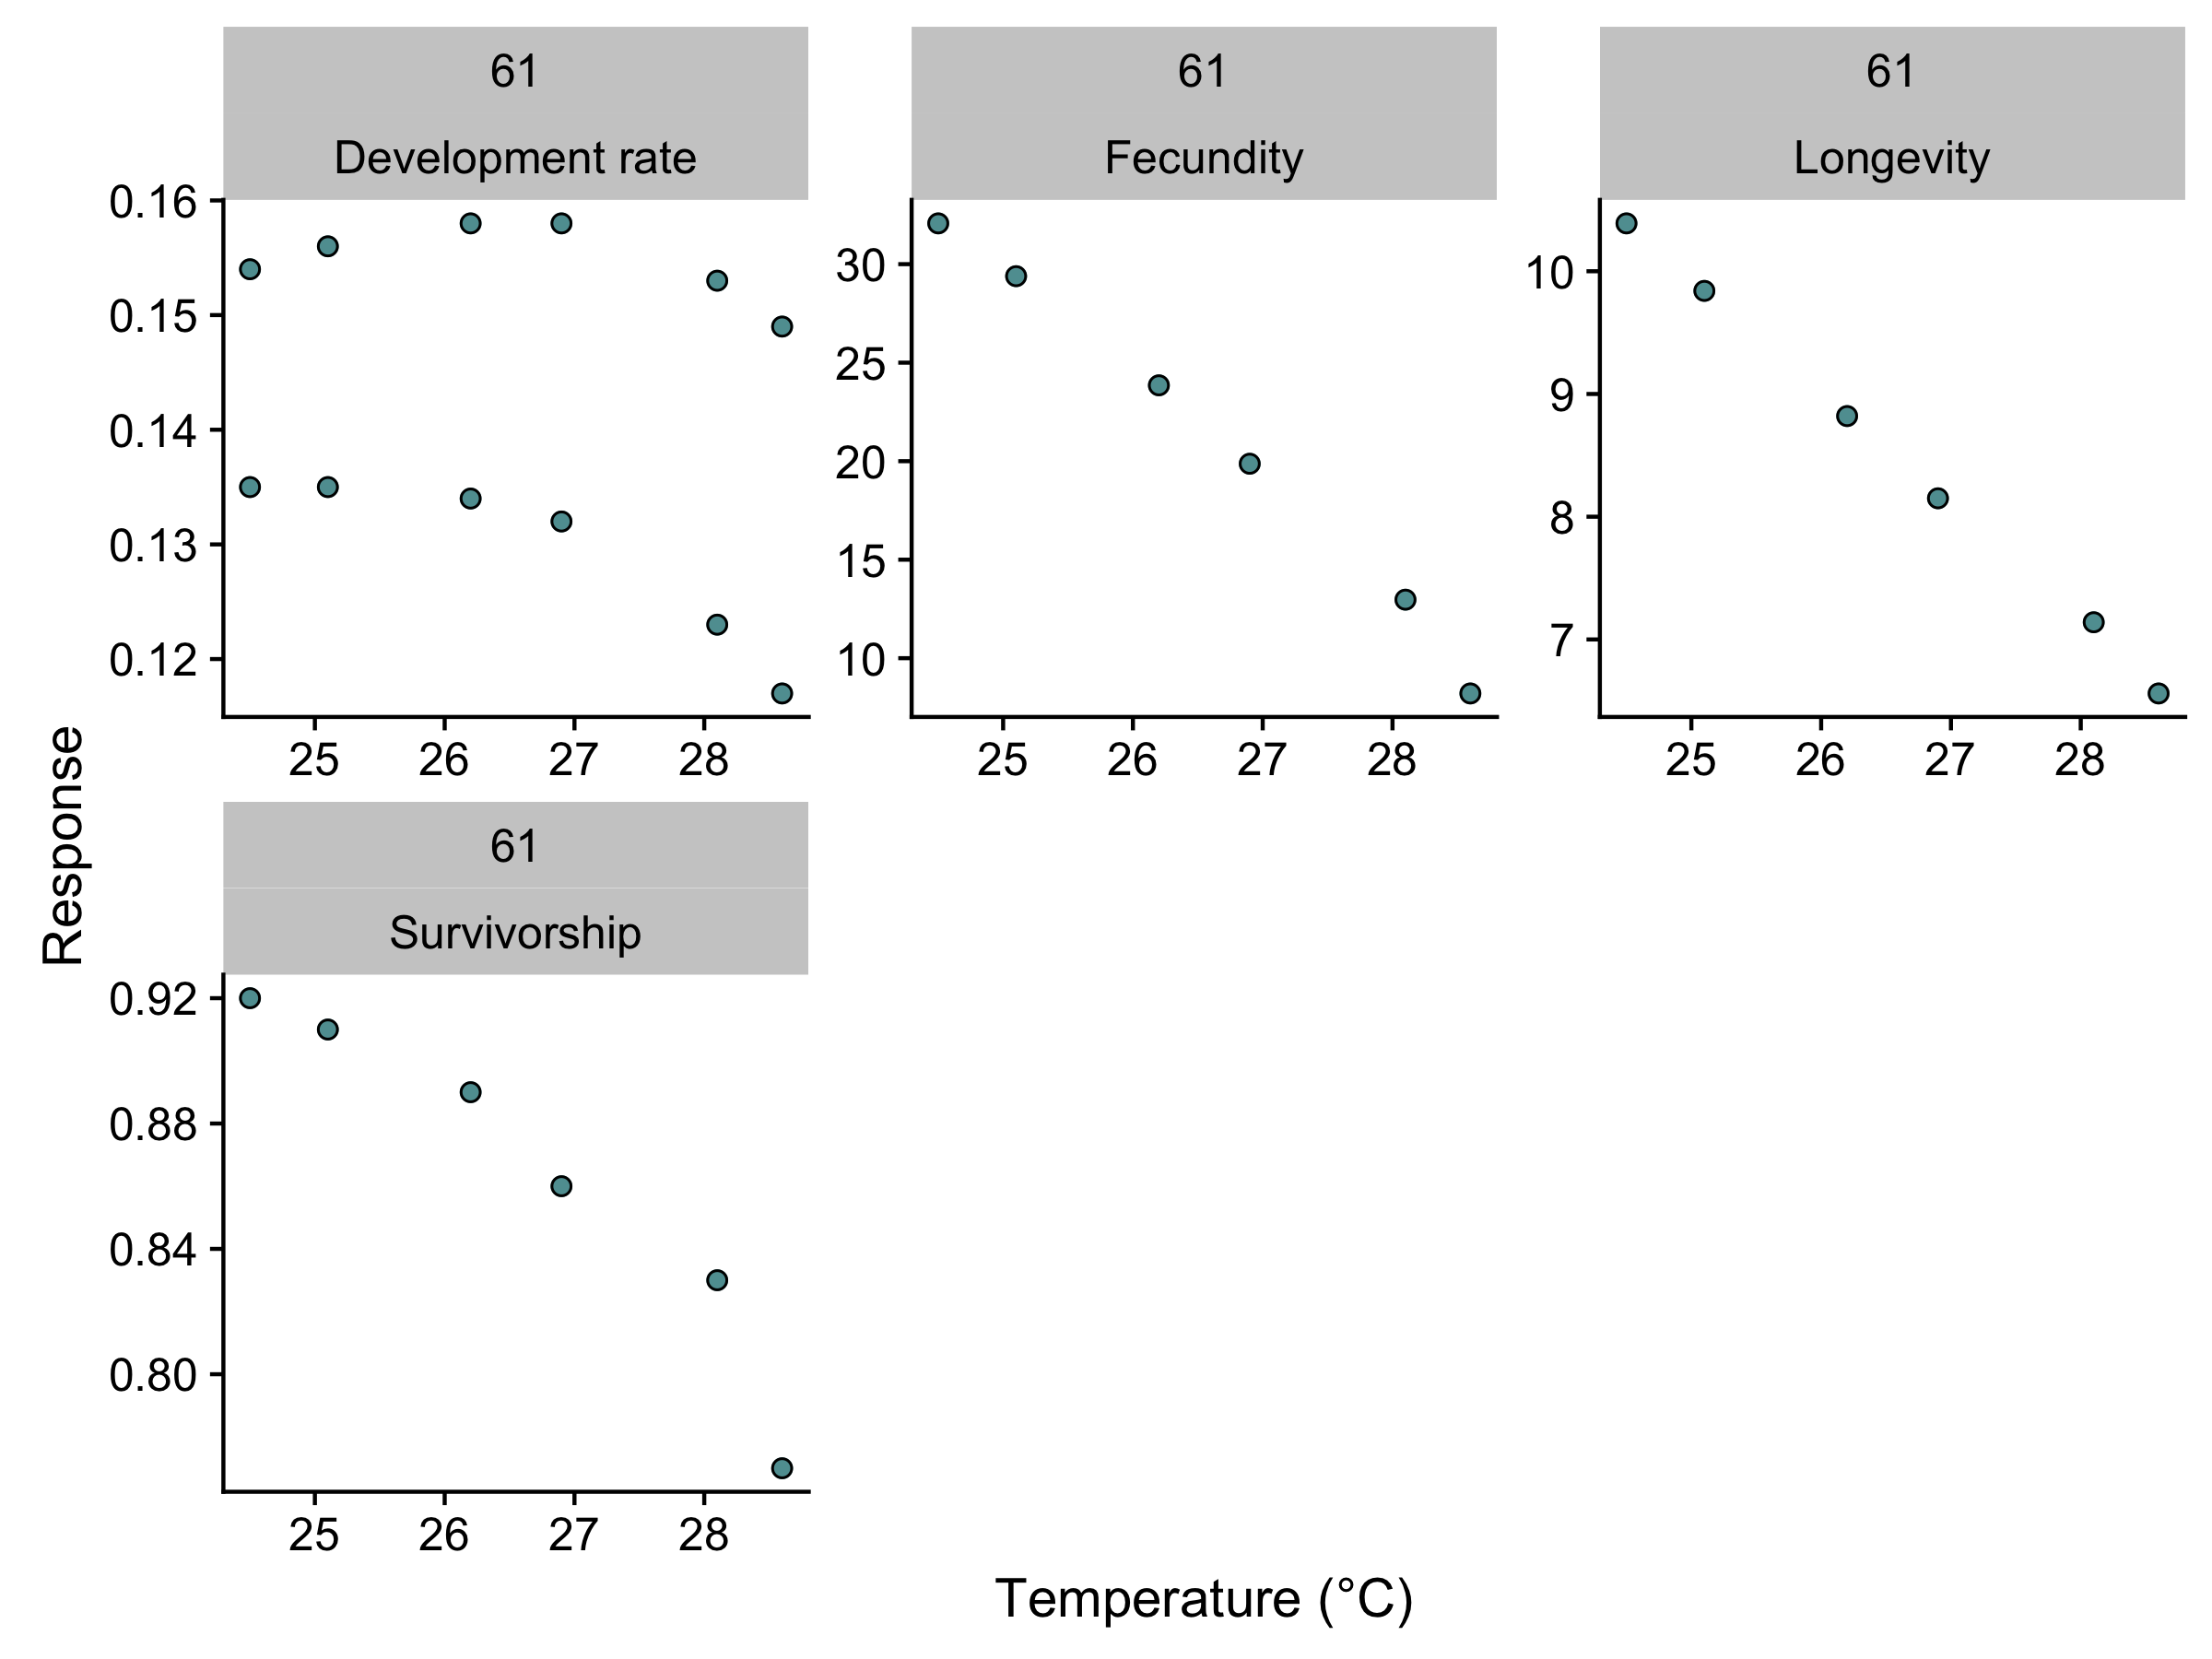 61
Development rate
0.16
0.15
0.14
0.13
0.12
25 26 27 28
61
Fecundity
30
25
20
15
10
25 26 27 28
61
Longevity
10
9
8
7
25 26 27 28
61
Survivorship
0.92
0.88
0.84
0.80
25 26 27 28
Response
Temperature (°C)